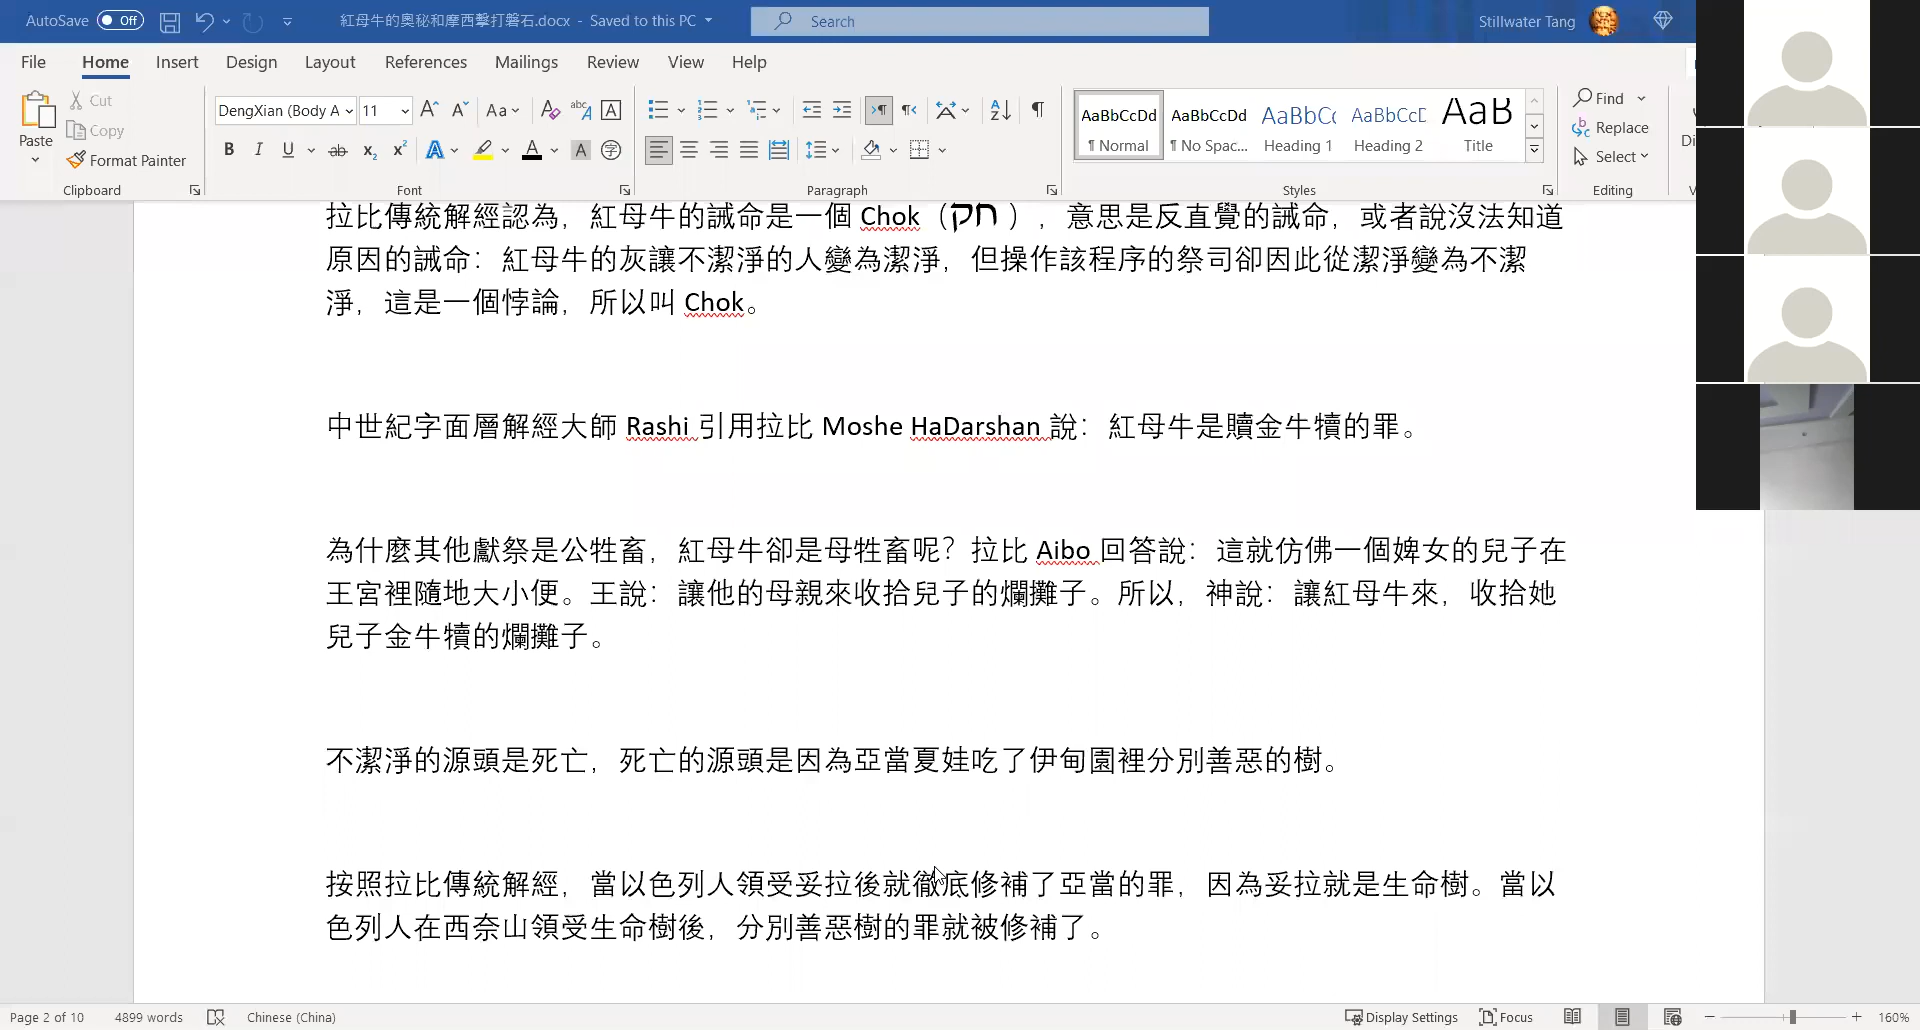 AutoSave Off 紅母牛的奧秘和摩西擊打磐石.docx - Saved to this PC Search Stillwater Tang
File Home Insert Design Layout References Mailings Review View Help
Paste Cut Copy Format Painter
Clipboard
DengXian (Body A 11
Font
Paragraph
AaBbCcDd AaBbCcDd AaBbCc AaBbCcD AaB
¶ Normal ¶ No Spac... Heading 1 Heading 2 Title
Styles
Find
Replace
Select
Editing
拉比傳統解經認為，紅母牛的誡命是一個 Chok（חק），意思是反直覺的誡命，或者說沒法知道
原因的誡命：紅母牛的灰讓不潔淨的人變為潔淨，但操作該程序的祭司卻因此從潔淨變為不潔
淨，這是一個悖論，所以叫 Chok。
中世紀字面層解經大師 Rashi 引用拉比 Moshe HaDarshan 說：紅母牛是贖金牛犢的罪。
為什麼其他獻祭是公牲畜，紅母牛卻是母牲畜呢？拉比 Aibo 回答說：這就仿佛一個婢女的兒子在
王宮裡隨地大小便。王說：讓他的母親來收拾兒子的爛攤子。所以，神說：讓紅母牛來，收拾她
兒子金牛犢的爛攤子。
不潔淨的源頭是死亡，死亡的源頭是因為亞當夏娃吃了伊甸園裡分別善惡的樹。
按照拉比傳統解經，當以色列人領受妥拉後就徹底修補了亞當的罪，因為妥拉就是生命樹。當以
色列人在西奈山領受生命樹後，分別善惡樹的罪就被修補了。
Page 2 of 10 4899 words Chinese (China) Display Settings Focus 160%